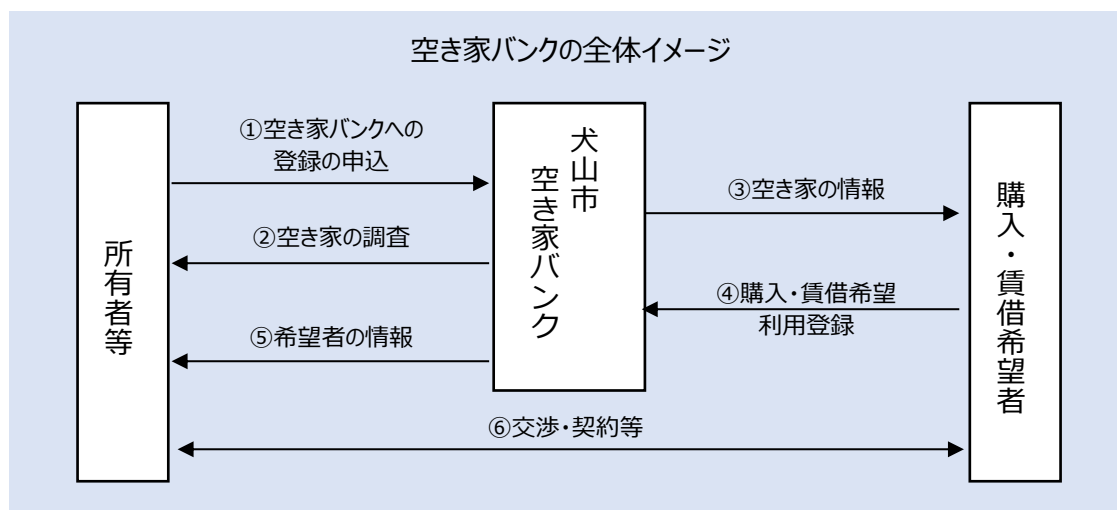 空き家バンクの全体イメージ
所有者等
①空き家バンクへの
登録の申込
②空き家の調査
⑤希望者の情報
犬山市
空き家バンク
③空き家の情報
④購入・賃借希望
利用登録
⑥交渉・契約等
購入・賃借希望者